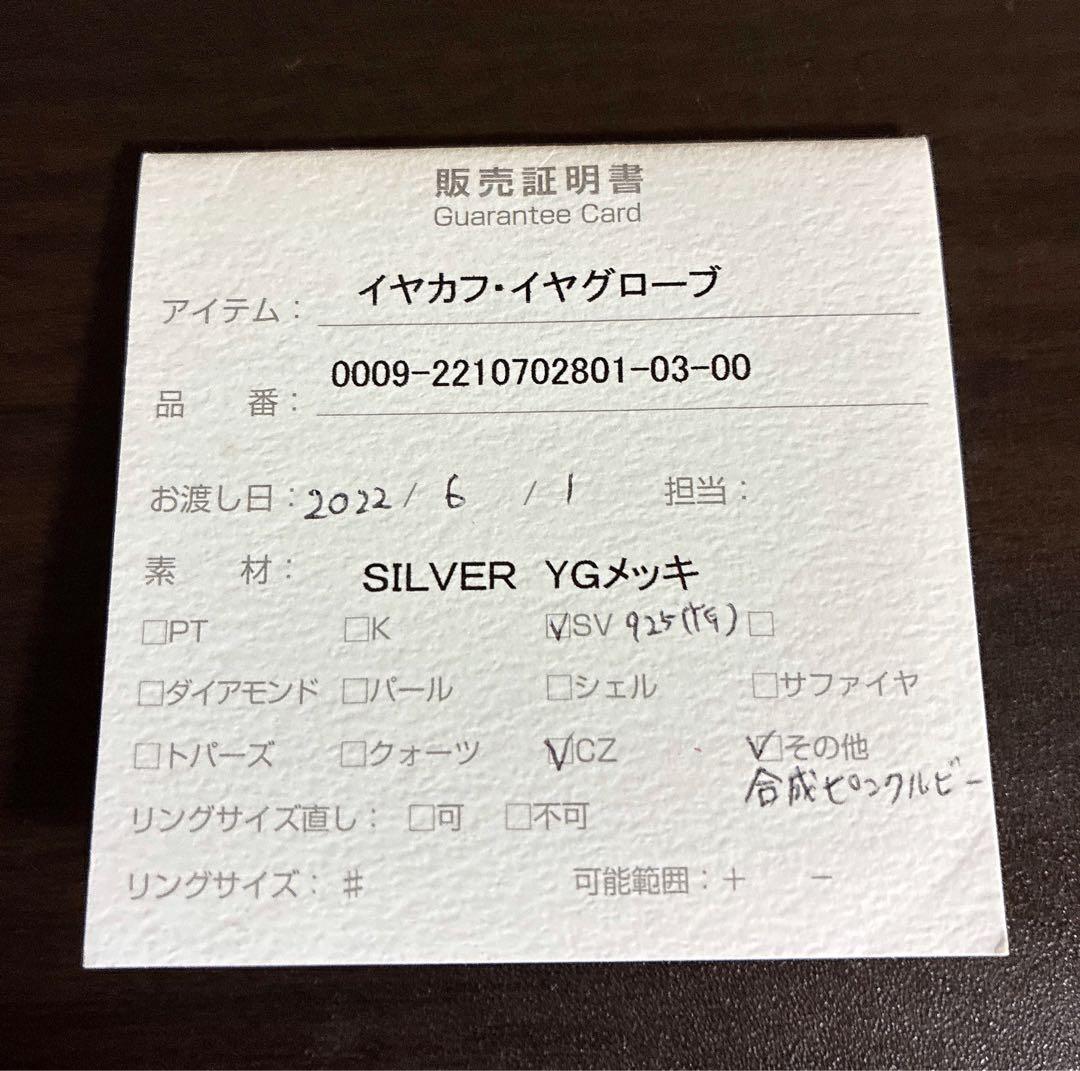 販売証明書
Guarantee Card
アイテム： イヤカフ・イヤグローブ
品　番： 0009-2210702801-03-00
お渡し日：2022 / 6 / 1 担当：
素　材： SILVER YGメッキ
□PT □K ☑SV 925(YG) □
□ダイアモンド □パール □シェル □サファイヤ
□トパーズ □クォーツ ☑CZ ☑その他
合成ピンクルビー
リングサイズ直し： □可 □不可
リングサイズ：♯ 可能範囲：＋ －